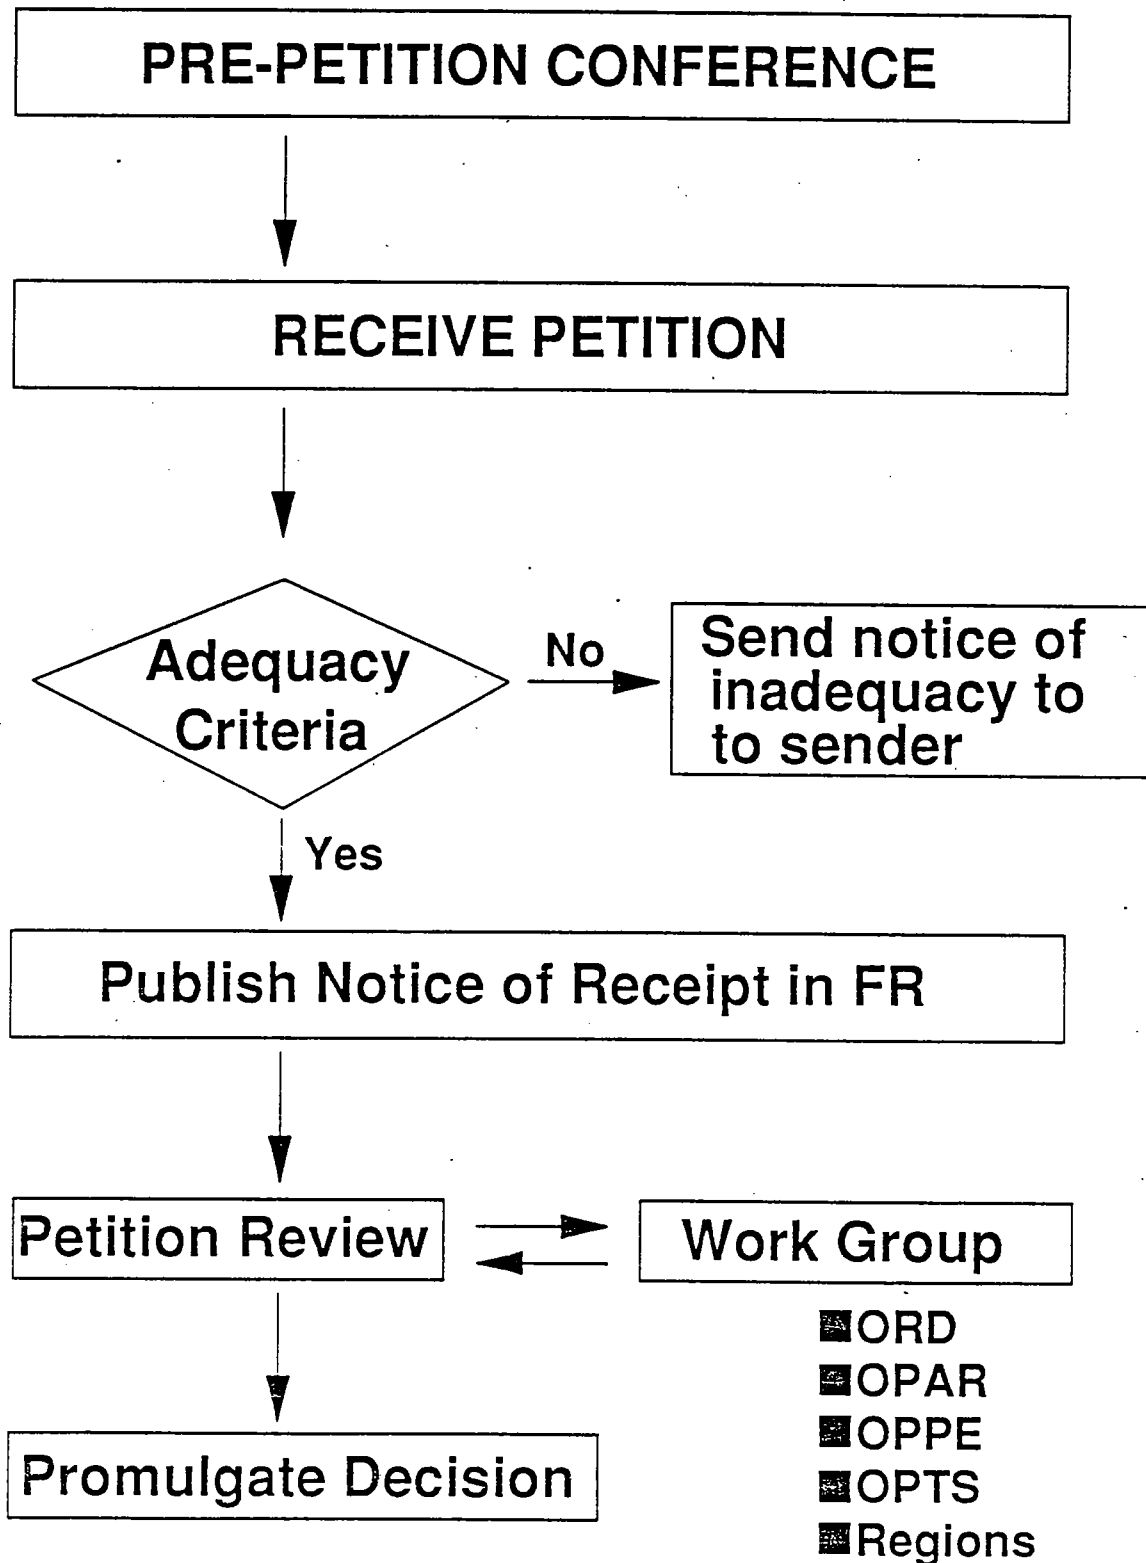 PRE-PETITION CONFERENCE
RECEIVE PETITION
Adequacy
Criteria
No
Send notice of
inadequacy to
to sender
Yes
Publish Notice of Receipt in FR
Petition Review
Work Group
ORD
OPAR
OPPE
OPTS
Regions
Promulgate Decision